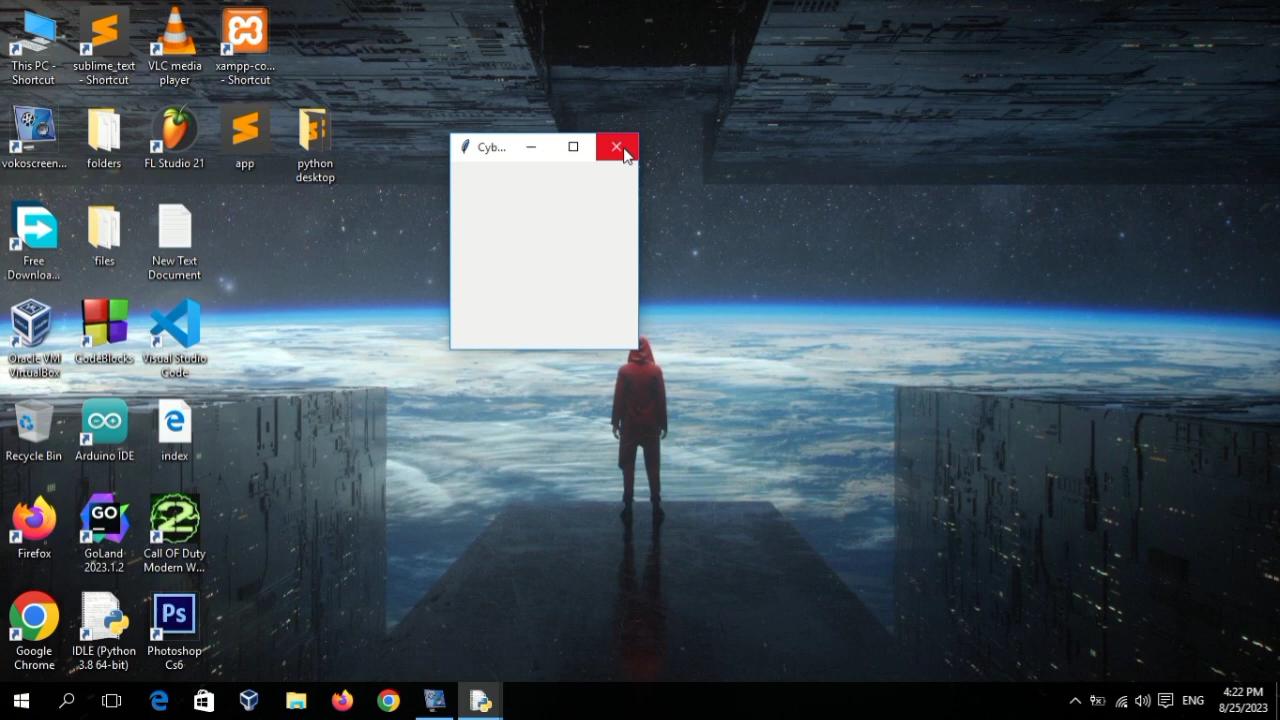 This PC -
Shortcut
sublime_text
- Shortcut
VLC media
player
xampp-co...
- Shortcut
vokoscreen...
folders
FL Studio 21
app
python
desktop
Free
Downloa...
files
New Text
Document
Oracle VM
VirtualBox
CodeBlocks
Visual Studio
Code
Recycle Bin
Arduino IDE
index
Firefox
GO
GoLand
2023.1.2
2
Call OF Duty
Modern W...
Google
Chrome
IDLE (Python
3.8 64-bit)
Ps
Photoshop
Cs6
Cyb...
ENG
4:22 PM
8/25/2023